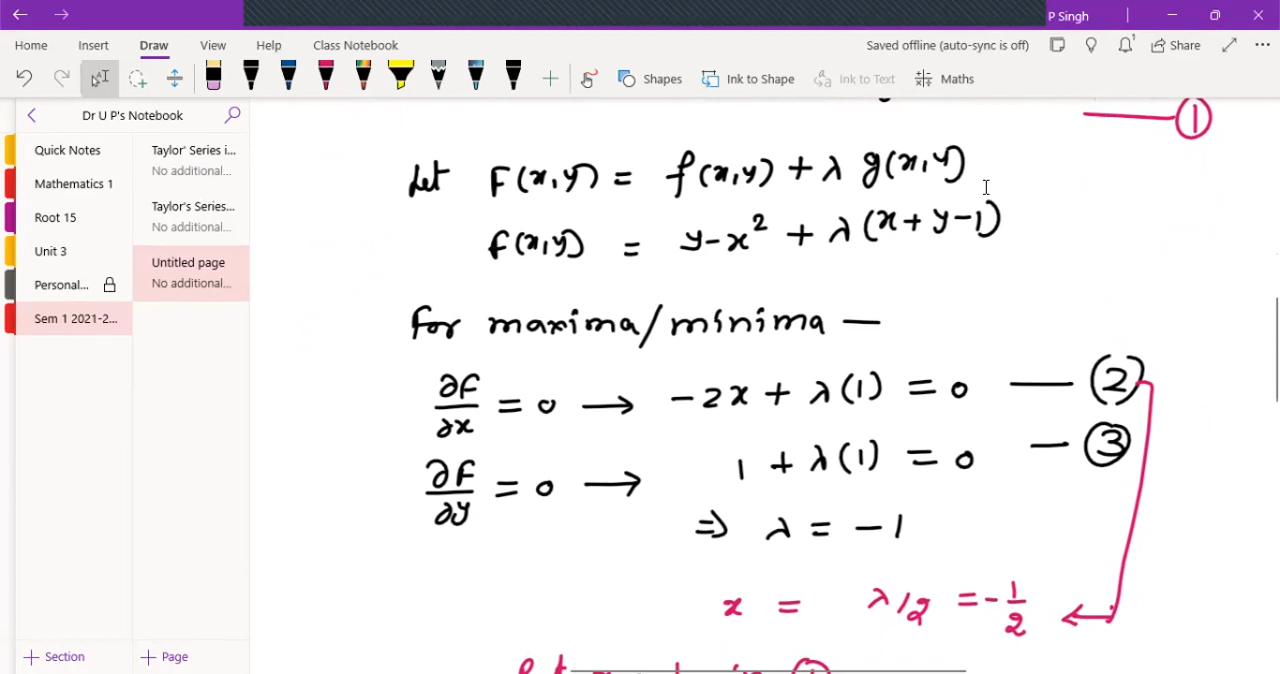 P Singh
Home Insert Draw View Help Class Notebook Saved offline (auto-sync is off) Share
Shapes Ink to Shape Ink to Text Maths
Dr U P's Notebook
Quick Notes
Mathematics 1
Root 15
Unit 3
Personal...
Sem 1 2021-2...
Taylor' Series i...
No additional...
Taylor's Series...
No additional...
Untitled page
No additional...
Section
Page
①
Let F(x,y) = f(x,y) + λ g(x,y)
F(x,y) = y-x² + λ(x+y-1)
For maxima/minima —
∂F/∂x = 0 → -2x + λ(1) = 0 — ②
∂F/∂y = 0 → 1 + λ(1) = 0 — ③
⇒ λ = -1
x = λ/2 = -1/2